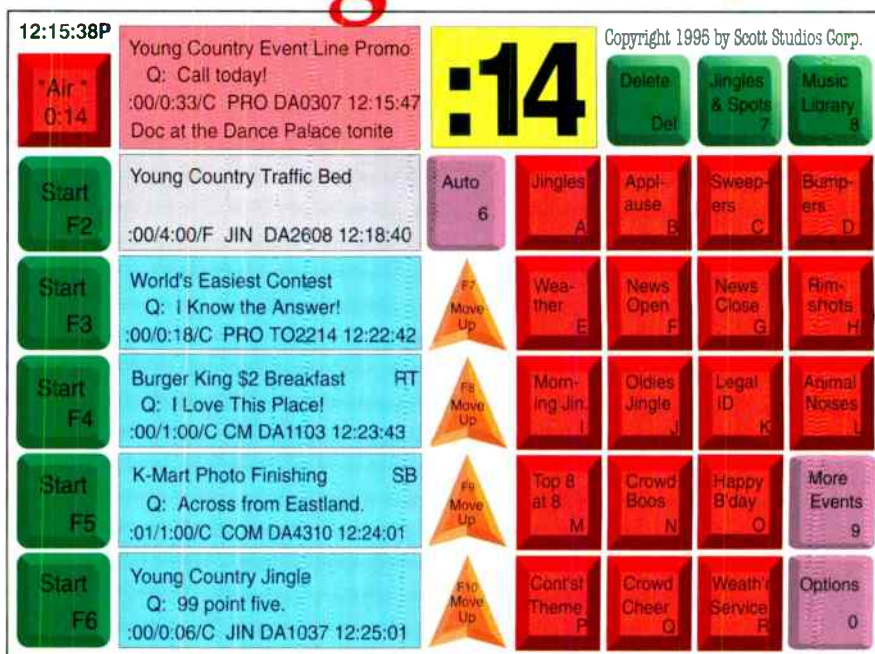 12:15:38P
"Air "
0:14
Young Country Event Line Promo
Q: Call today!
:00/0:33/C PRO DA0307 12:15:47
Doc at the Dance Palace tonite
:14
Copyright 1995 by Scott Studios Corp.
Delete
Del
Jingles
& Spots
7
Music
Library
8
Start
F2
Young Country Traffic Bed
:00/4:00/F JIN DA2608 12:18:40
Auto
6
Jingles
A
Appl-
ause
B
Sweep-
ers
C
Bump-
ers
D
Start
F3
World's Easiest Contest
Q: I Know the Answer!
:00/0:18/C PRO TO2214 12:22:42
F7
Move
Up
Wea-
ther
E
News
Open
F
News
Close
G
Rim-
shots
H
Start
F4
Burger King $2 Breakfast RT
Q: I Love This Place!
:00/1:00/C CM DA1103 12:23:43
F8
Move
Up
Morn-
ing Jin.
I
Oldies
Jingle
J
Legal
ID
K
Animal
Noises
L
Start
F5
K-Mart Photo Finishing SB
Q: Across from Eastland.
:01/1:00/C COM DA4310 12:24:01
F9
Move
Up
Top 8
at 8
M
Crowd
Boos
N
Happy
B'day
O
More
Events
9
Start
F6
Young Country Jingle
Q: 99 point five.
:00/0:06/C JIN DA1037 12:25:01
F10
Move
Up
Cont'st
Theme
P
Crowd
Cheer
Q
Weath'r
Service
R
Options
0